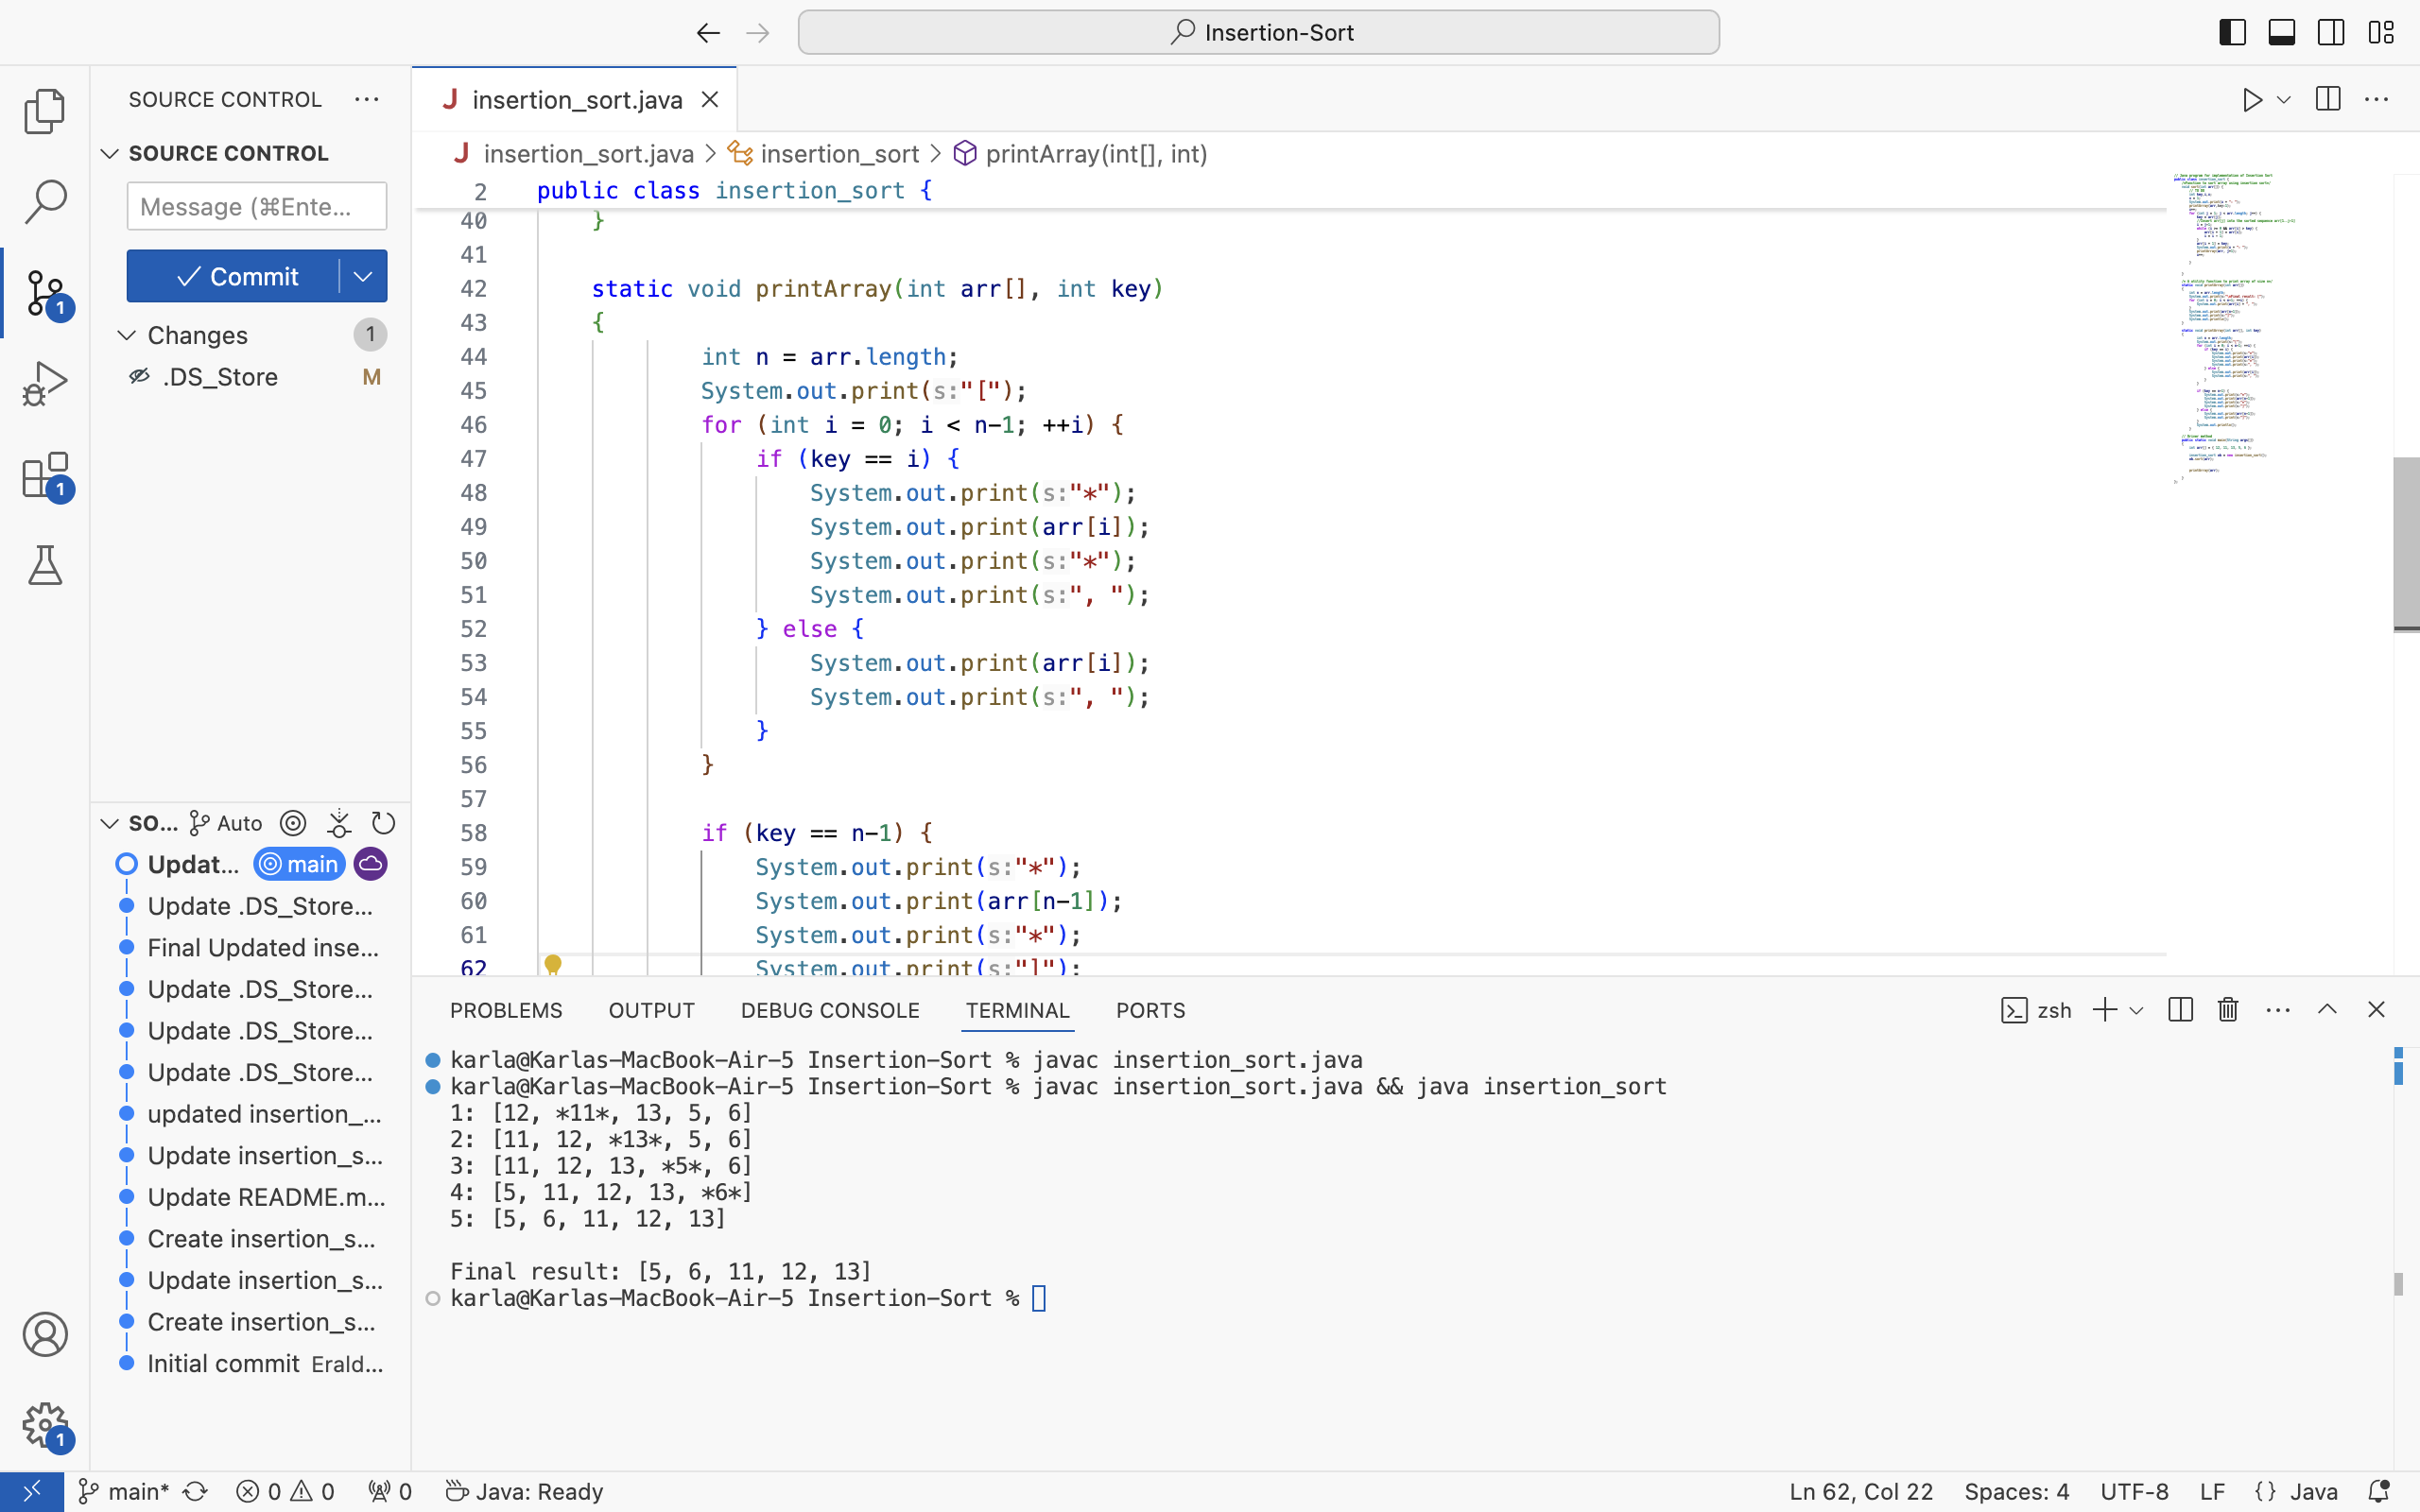 Insertion-Sort
SOURCE CONTROL
SOURCE CONTROL
Message (⌘Ente...
Commit
1
Changes 1
.DS_Store M
1
1
SO... Auto
Updat... main
Update .DS_Store...
Final Updated inse...
Update .DS_Store...
Update .DS_Store...
Update .DS_Store...
updated insertion_...
Update insertion_s...
Update README.m...
Create insertion_s...
Update insertion_s...
Create insertion_s...
Initial commit Erald...
J insertion_sort.java
J insertion_sort.java > insertion_sort > printArray(int[], int)
2 public class insertion_sort {
40 }
41
42 static void printArray(int arr[], int key)
43 {
44 int n = arr.length;
45 System.out.print(s:"[");
46 for (int i = 0; i < n-1; ++i) {
47 if (key == i) {
48 System.out.print(s:"*");
49 System.out.print(arr[i]);
50 System.out.print(s:"*");
51 System.out.print(s:", ");
52 } else {
53 System.out.print(arr[i]);
54 System.out.print(s:", ");
55 }
56 }
57
58 if (key == n-1) {
59 System.out.print(s:"*");
60 System.out.print(arr[n-1]);
61 System.out.print(s:"*");
62 System.out.print(s:"]");
PROBLEMS OUTPUT DEBUG CONSOLE TERMINAL PORTS zsh
karla@Karlas-MacBook-Air-5 Insertion-Sort % javac insertion_sort.java
karla@Karlas-MacBook-Air-5 Insertion-Sort % javac insertion_sort.java && java insertion_sort
1: [12, *11*, 13, 5, 6]
2: [11, 12, *13*, 5, 6]
3: [11, 12, 13, *5*, 6]
4: [5, 11, 12, 13, *6*]
5: [5, 6, 11, 12, 13]
Final result: [5, 6, 11, 12, 13]
karla@Karlas-MacBook-Air-5 Insertion-Sort %
main* 0 0 0 Java: Ready Ln 62, Col 22 Spaces: 4 UTF-8 LF {} Java